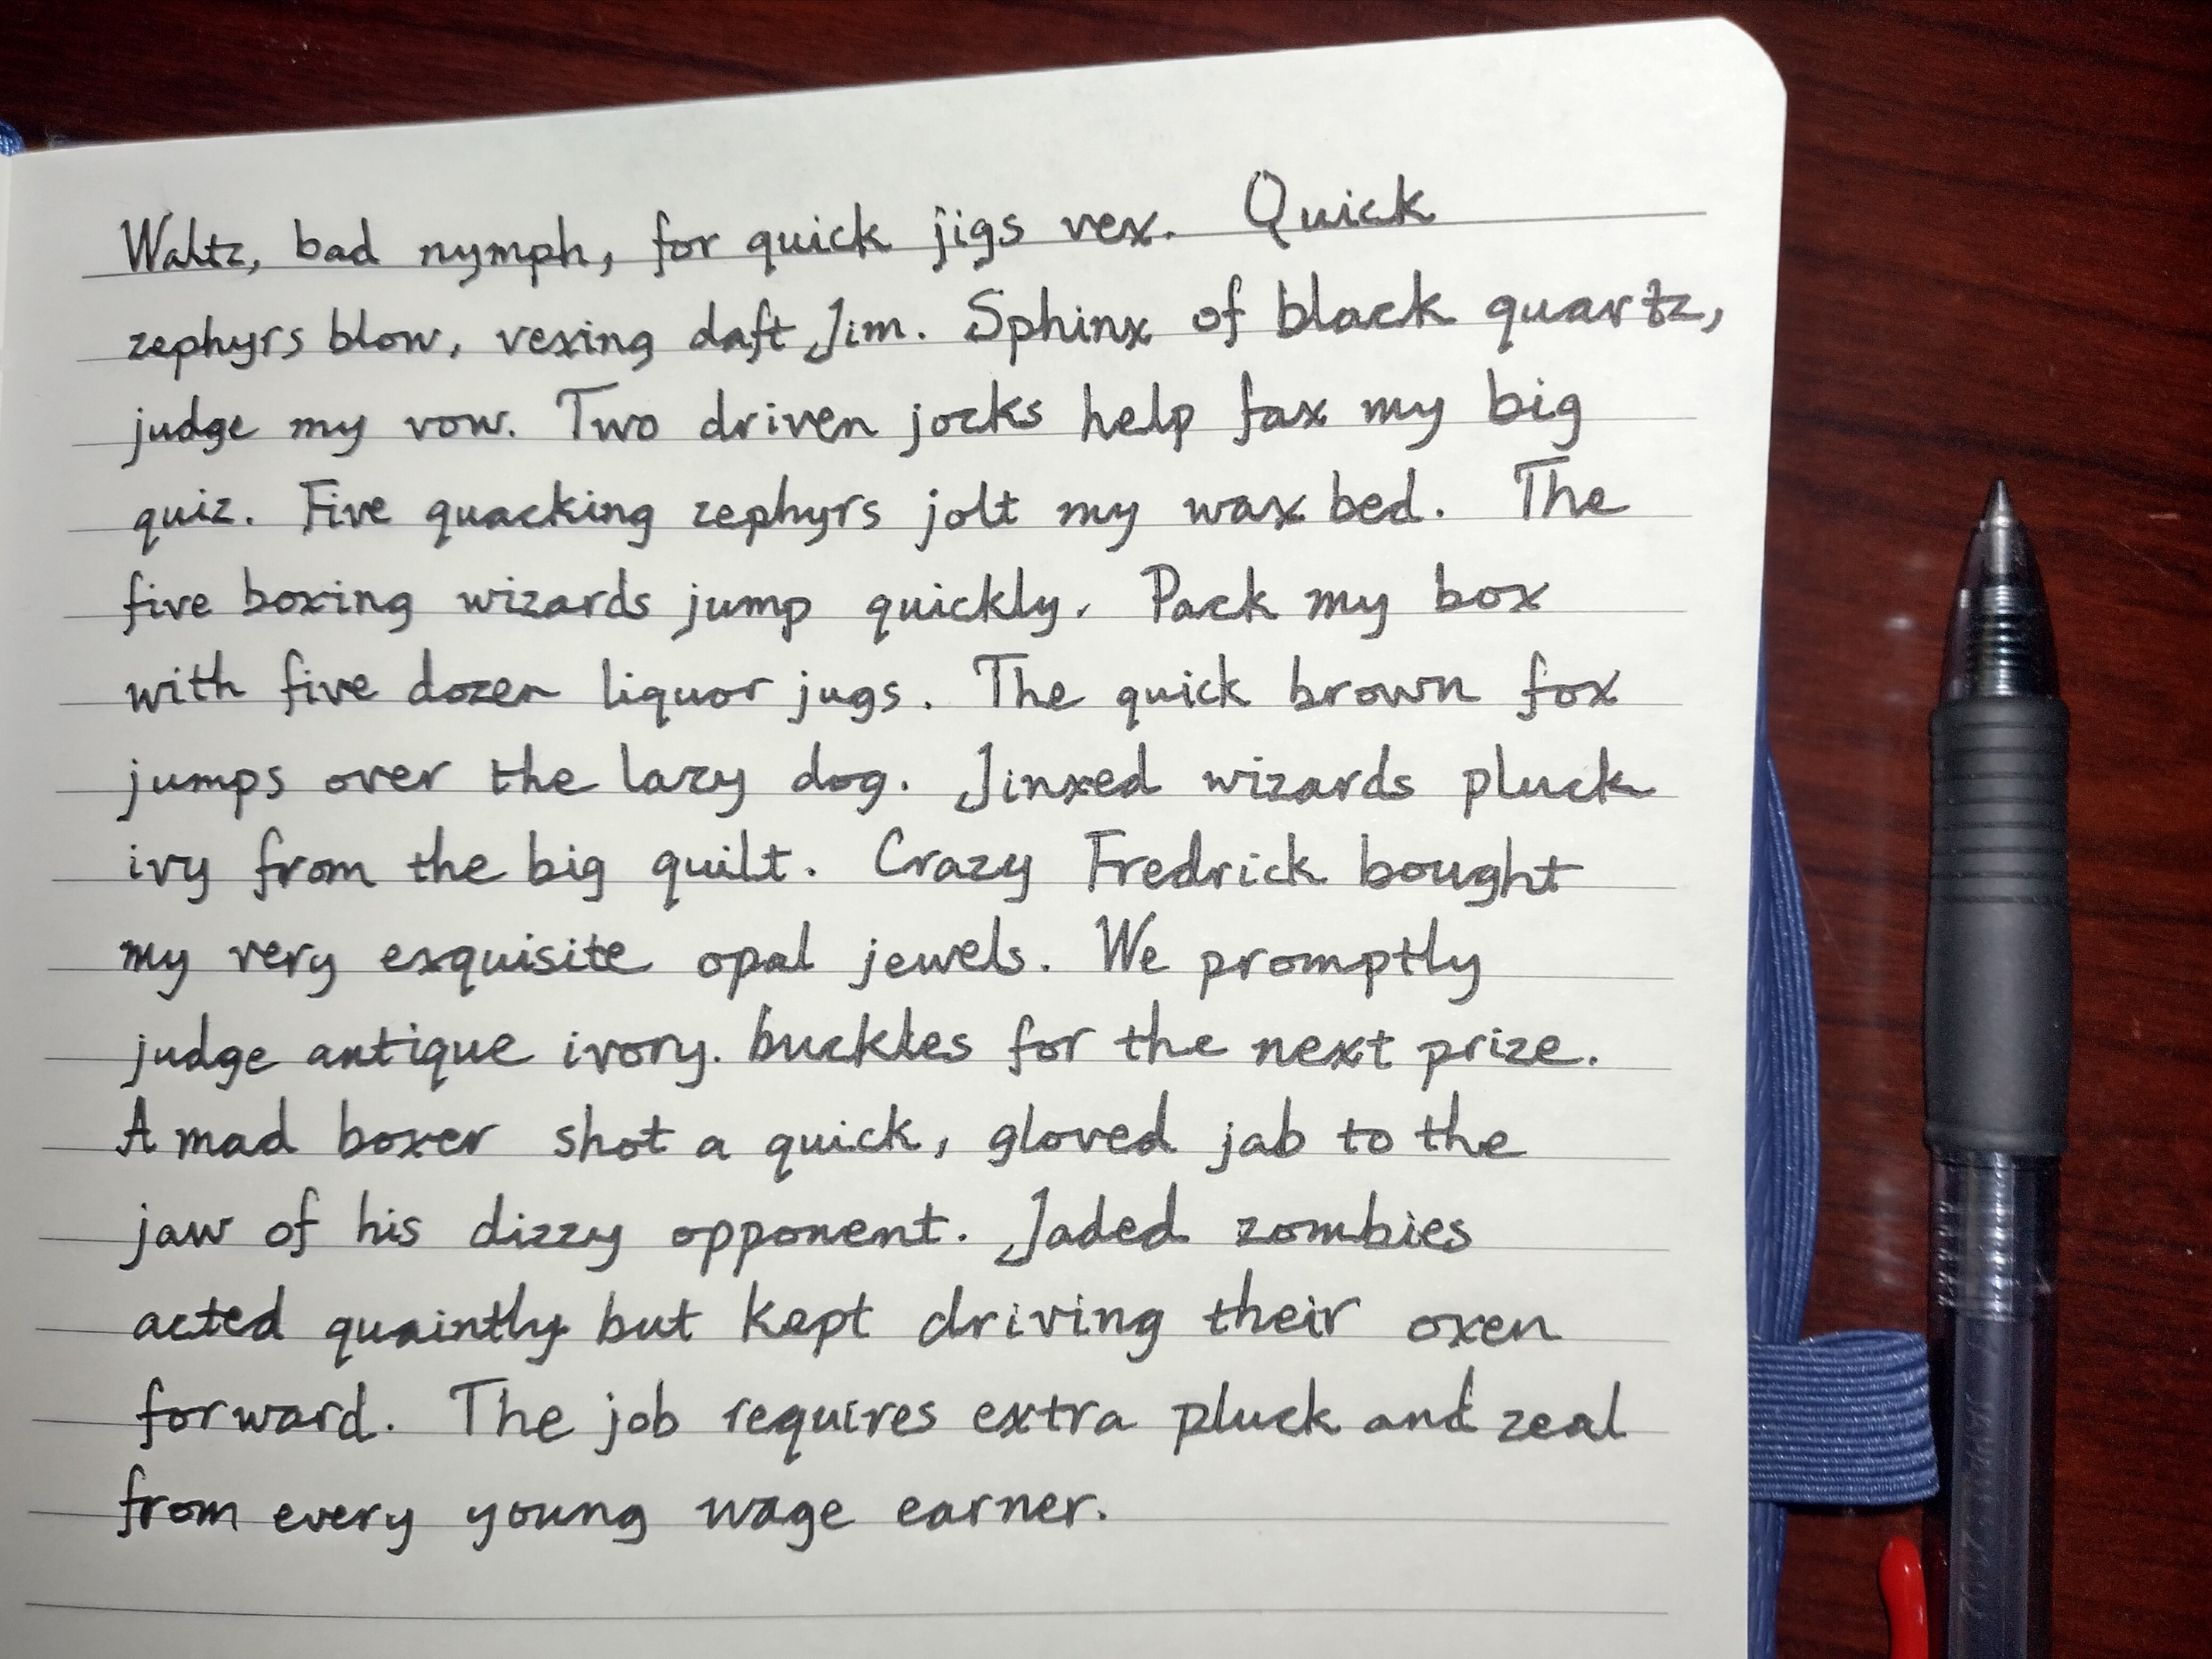 Waltz, bad nymph, for quick jigs vex. Quick
zephyrs blow, vexing daft Jim. Sphinx of black quartz,
judge my vow. Two driven jocks help fax my big
quiz. Five quacking zephyrs jolt my wax bed. The
five boxing wizards jump quickly. Pack my box
with five dozen liquor jugs. The quick brown fox
jumps over the lazy dog. Jinxed wizards pluck
ivy from the big quilt. Crazy Fredrick bought
my very exquisite opal jewels. We promptly
judge antique ivory. buckles for the next prize.
A mad boxer shot a quick, gloved jab to the
jaw of his dizzy opponent. Jaded zombies
acted quaintly but kept driving their oxen
forward. The job requires extra pluck and zeal
from every young wage earner.